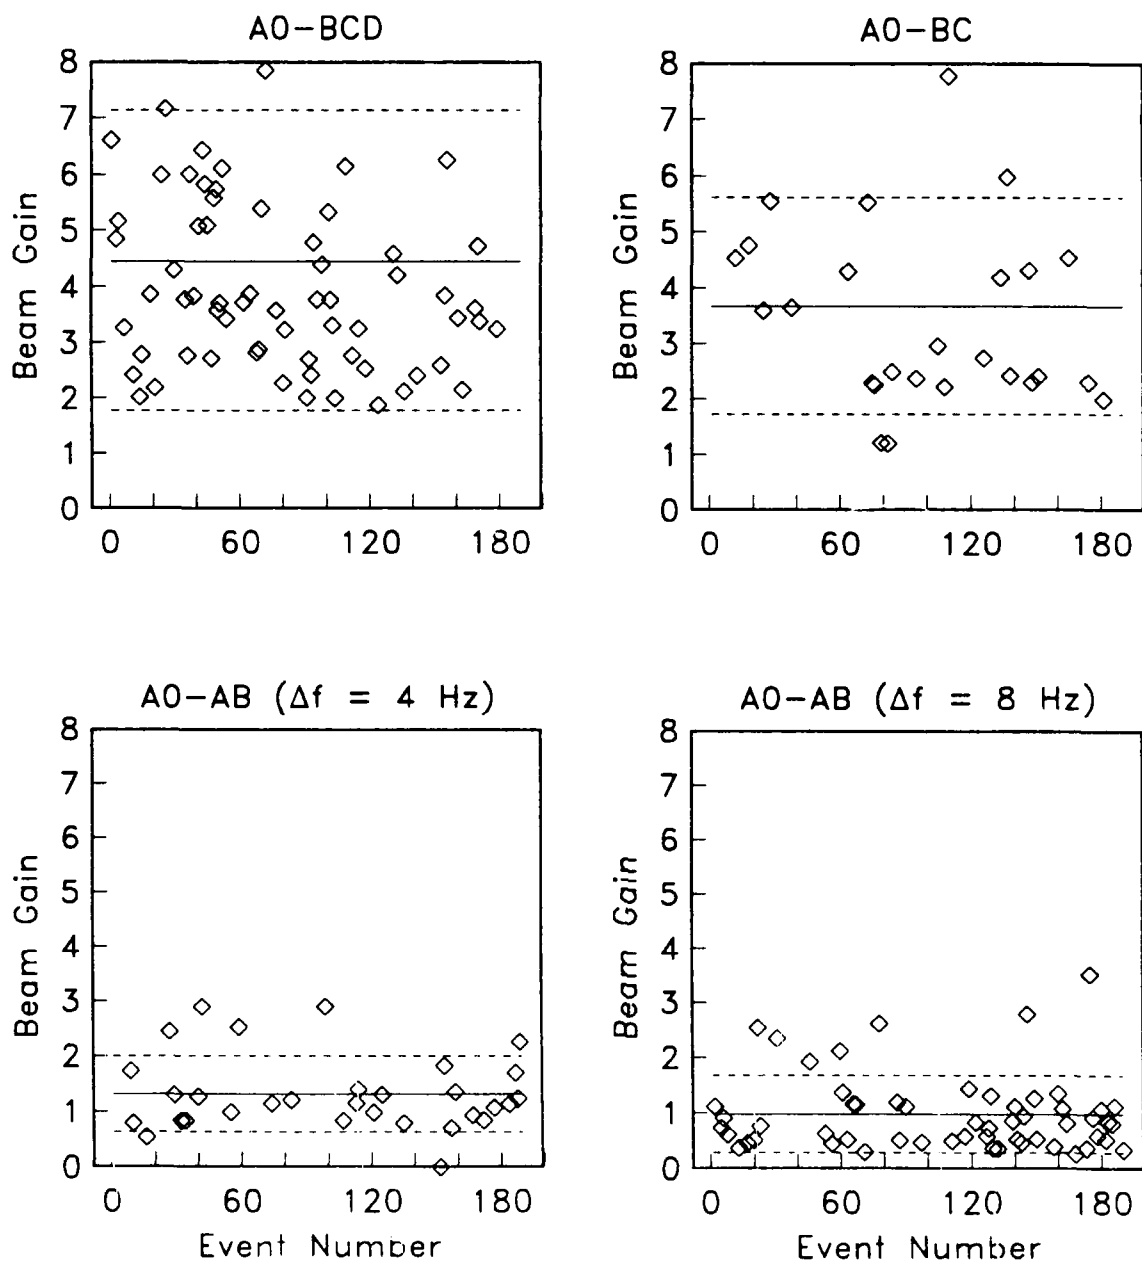 A0-BCD
8
7
6
5
4
3
2
1
0
Beam Gain
0 60 120 180
A0-BC
8
7
6
5
4
3
2
1
0
Beam Gain
0 60 120 180
A0-AB (Δf = 4 Hz)
8
7
6
5
4
3
2
1
0
Beam Gain
0 60 120 180
Event Number
A0-AB (Δf = 8 Hz)
8
7
6
5
4
3
2
1
0
Beam Gain
0 60 120 180
Event Number